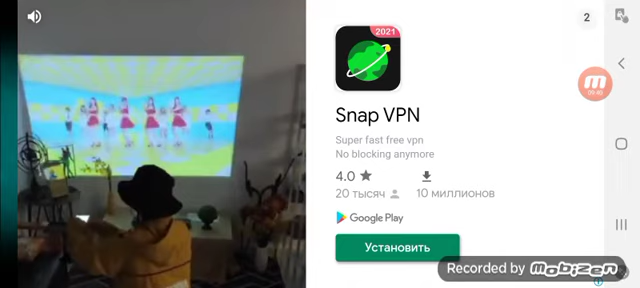 2
2021
Snap VPN
Super fast free vpn
No blocking anymore
4.0
20 тысяч 10 миллионов
Google Play
Установить
Recorded by MOBIZEN